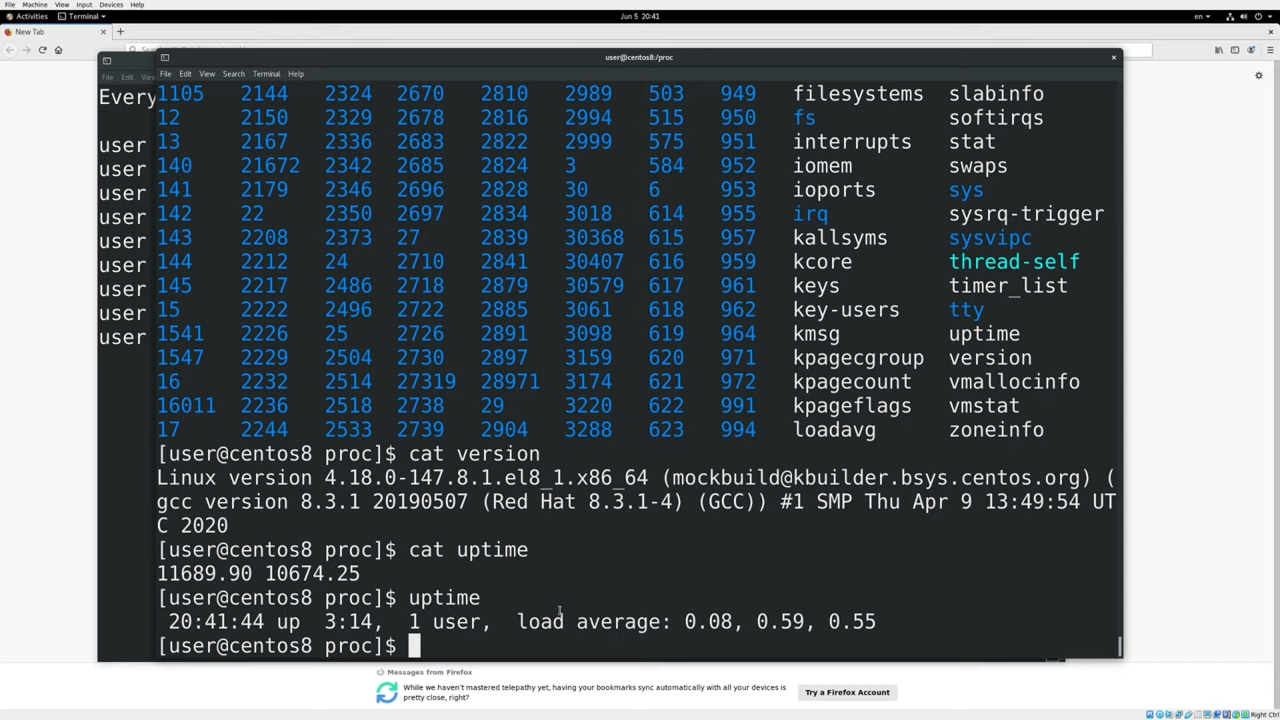 File Machine View Input Devices Help
Activities Terminal Jun 5 20:41 en
New Tab
user@centos8:/proc
File Edit View Search Terminal Help
File Edit
Every
user
user
user
user
user
user
user
user
user
1105 2144 2324 2670 2810 2989 503 949 filesystems slabinfo
12 2150 2329 2678 2816 2994 515 950 fs softirqs
13 2167 2336 2683 2822 2999 575 951 interrupts stat
140 21672 2342 2685 2824 3 584 952 iomem swaps
141 2179 2346 2696 2828 30 6 953 ioports sys
142 22 2350 2697 2834 3018 614 955 irq sysrq-trigger
143 2208 2373 27 2839 30368 615 957 kallsyms sysvipc
144 2212 24 2710 2841 30407 616 959 kcore thread-self
145 2217 2486 2718 2879 30579 617 961 keys timer_list
15 2222 2496 2722 2885 3061 618 962 key-users tty
1541 2226 25 2726 2891 3098 619 964 kmsg uptime
1547 2229 2504 2730 2897 3159 620 971 kpagecgroup version
16 2232 2514 27319 28971 3174 621 972 kpagecount vmallocinfo
16011 2236 2518 2738 29 3220 622 991 kpageflags vmstat
17 2244 2533 2739 2904 3288 623 994 loadavg zoneinfo
[user@centos8 proc]$ cat version
Linux version 4.18.0-147.8.1.el8_1.x86_64 (mockbuild@kbuilder.bsys.centos.org) (
gcc version 8.3.1 20190507 (Red Hat 8.3.1-4) (GCC)) #1 SMP Thu Apr 9 13:49:54 UT
C 2020
[user@centos8 proc]$ cat uptime
11689.90 10674.25
[user@centos8 proc]$ uptime
20:41:44 up 3:14, 1 user, load average: 0.08, 0.59, 0.55
[user@centos8 proc]$
Messages from Firefox
While we haven't mastered telepathy yet, having your bookmarks sync automatically with all your devices is
pretty close, right?
Try a Firefox Account
Right Ctrl